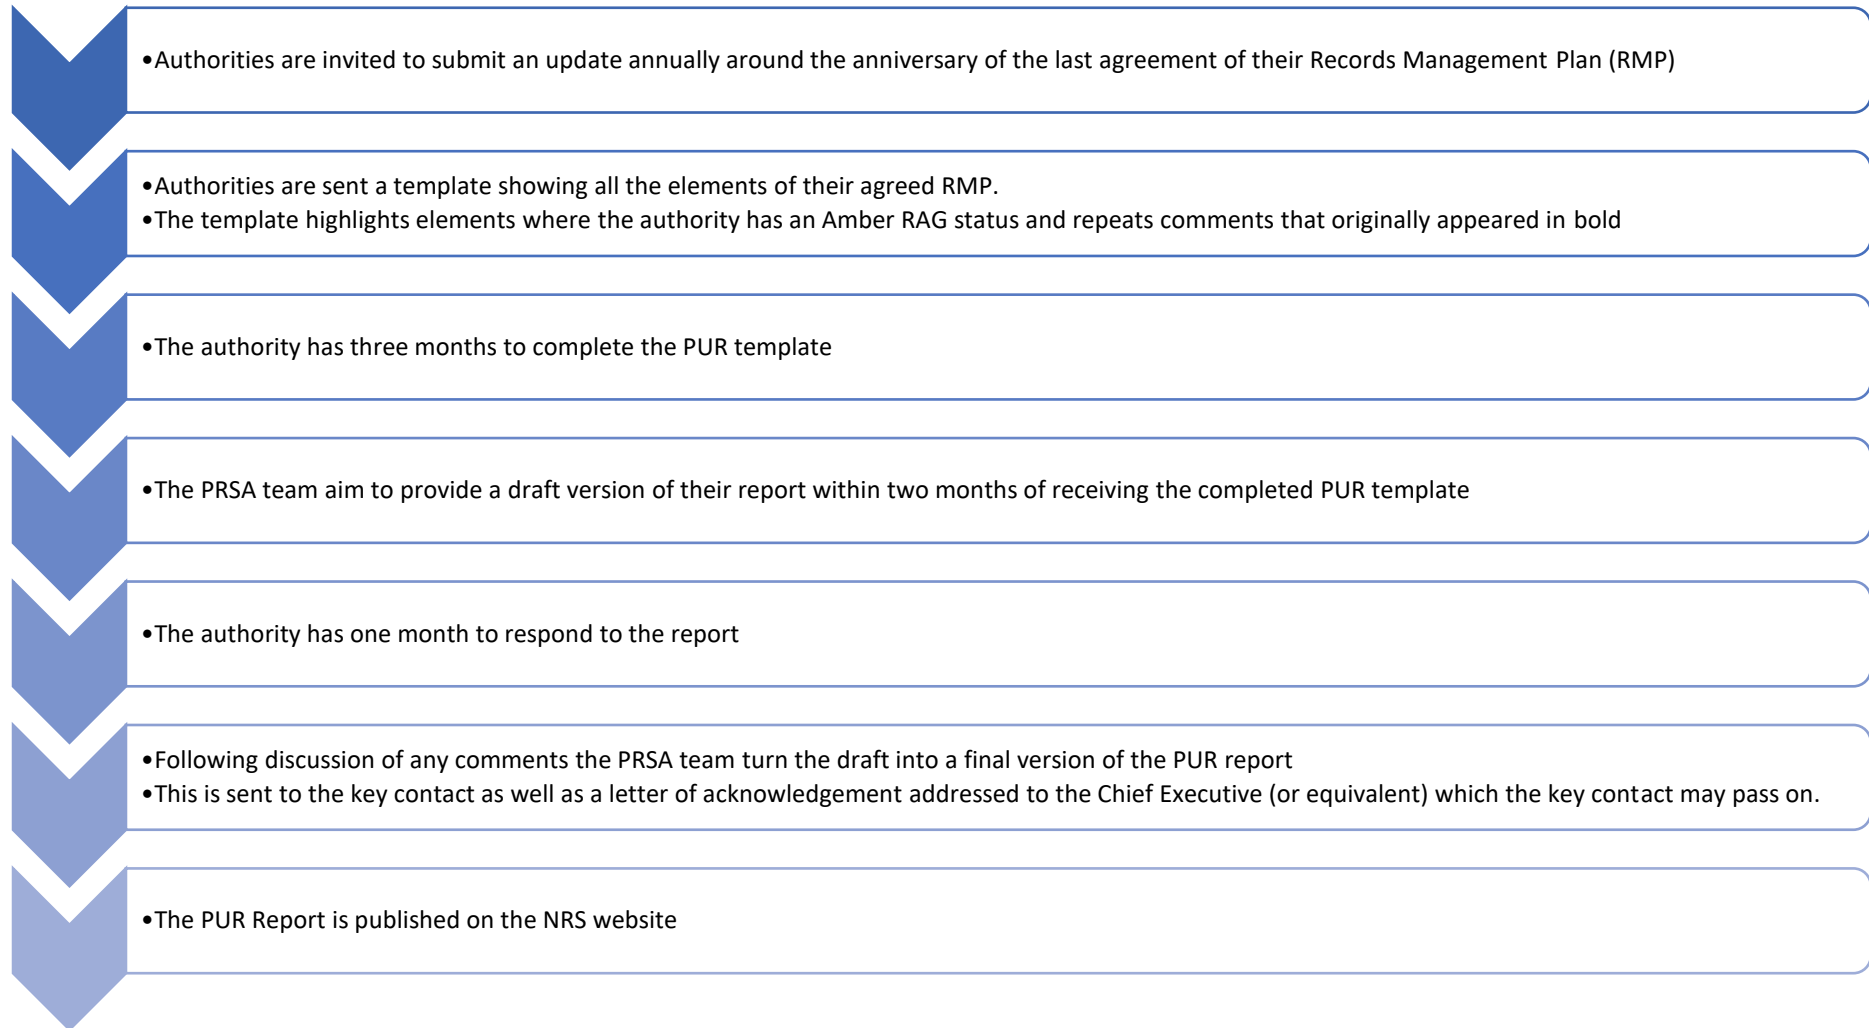 •Authorities are invited to submit an update annually around the anniversary of the last agreement of their Records Management Plan (RMP)
•Authorities are sent a template showing all the elements of their agreed RMP.
•The template highlights elements where the authority has an Amber RAG status and repeats comments that originally appeared in bold
•The authority has three months to complete the PUR template
•The PRSA team aim to provide a draft version of their report within two months of receiving the completed PUR template
•The authority has one month to respond to the report
•Following discussion of any comments the PRSA team turn the draft into a final version of the PUR report
•This is sent to the key contact as well as a letter of acknowledgement addressed to the Chief Executive (or equivalent) which the key contact may pass on.
•The PUR Report is published on the NRS website